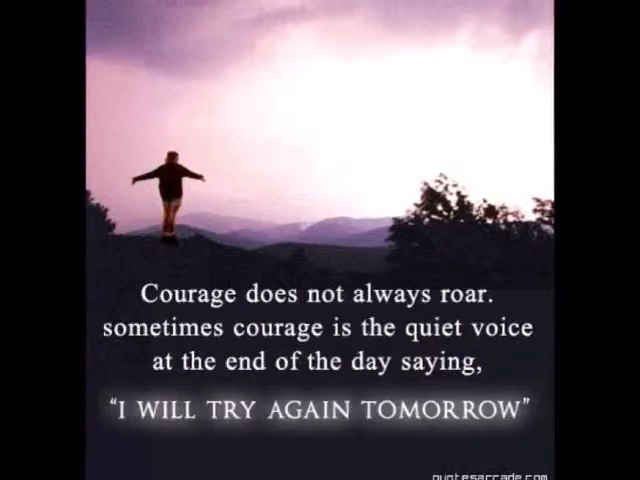 Courage does not always roar.
sometimes courage is the quiet voice
at the end of the day saying,
“I WILL TRY AGAIN TOMORROW”
quotesarcade.com